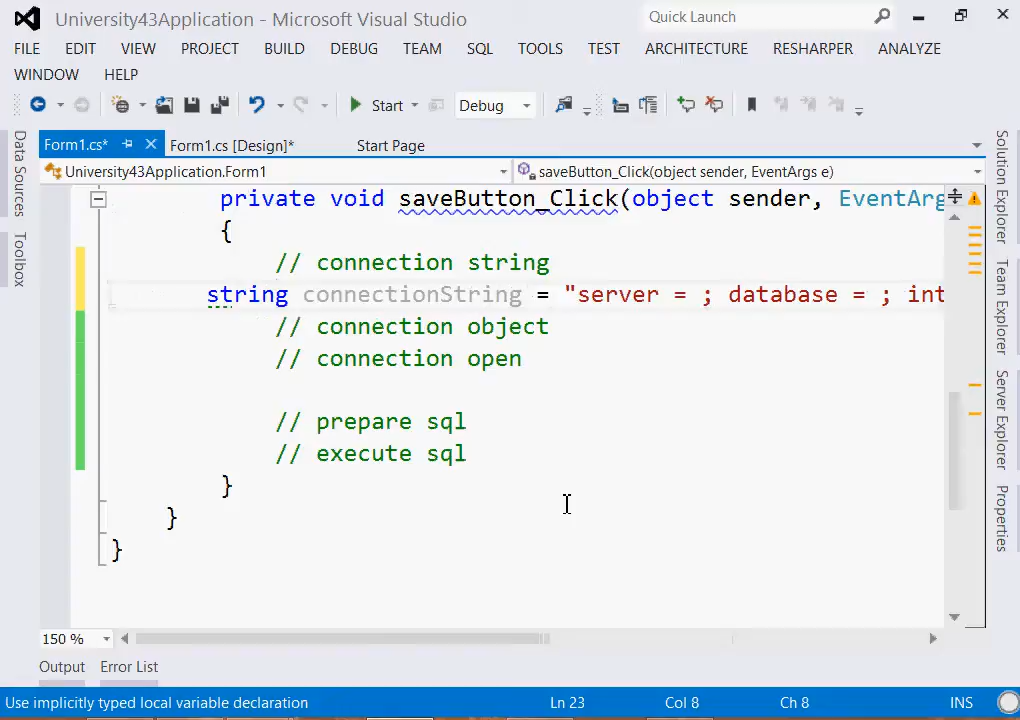 University43Application - Microsoft Visual Studio
Quick Launch
FILE EDIT VIEW PROJECT BUILD DEBUG TEAM SQL TOOLS TEST ARCHITECTURE RESHARPER ANALYZE
WINDOW HELP
Start Debug
Form1.cs* Form1.cs [Design]* Start Page
University43Application.Form1 saveButton_Click(object sender, EventArgs e)
private void saveButton_Click(object sender, EventArg
{
// connection string
string connectionString = "server = ; database = ; int
// connection object
// connection open
// prepare sql
// execute sql
}
}
}
150 %
Output Error List
Use implicitly typed local variable declaration Ln 23 Col 8 Ch 8 INS
Data Sources
Toolbox
Solution Explorer
Team Explorer
Server Explorer
Properties